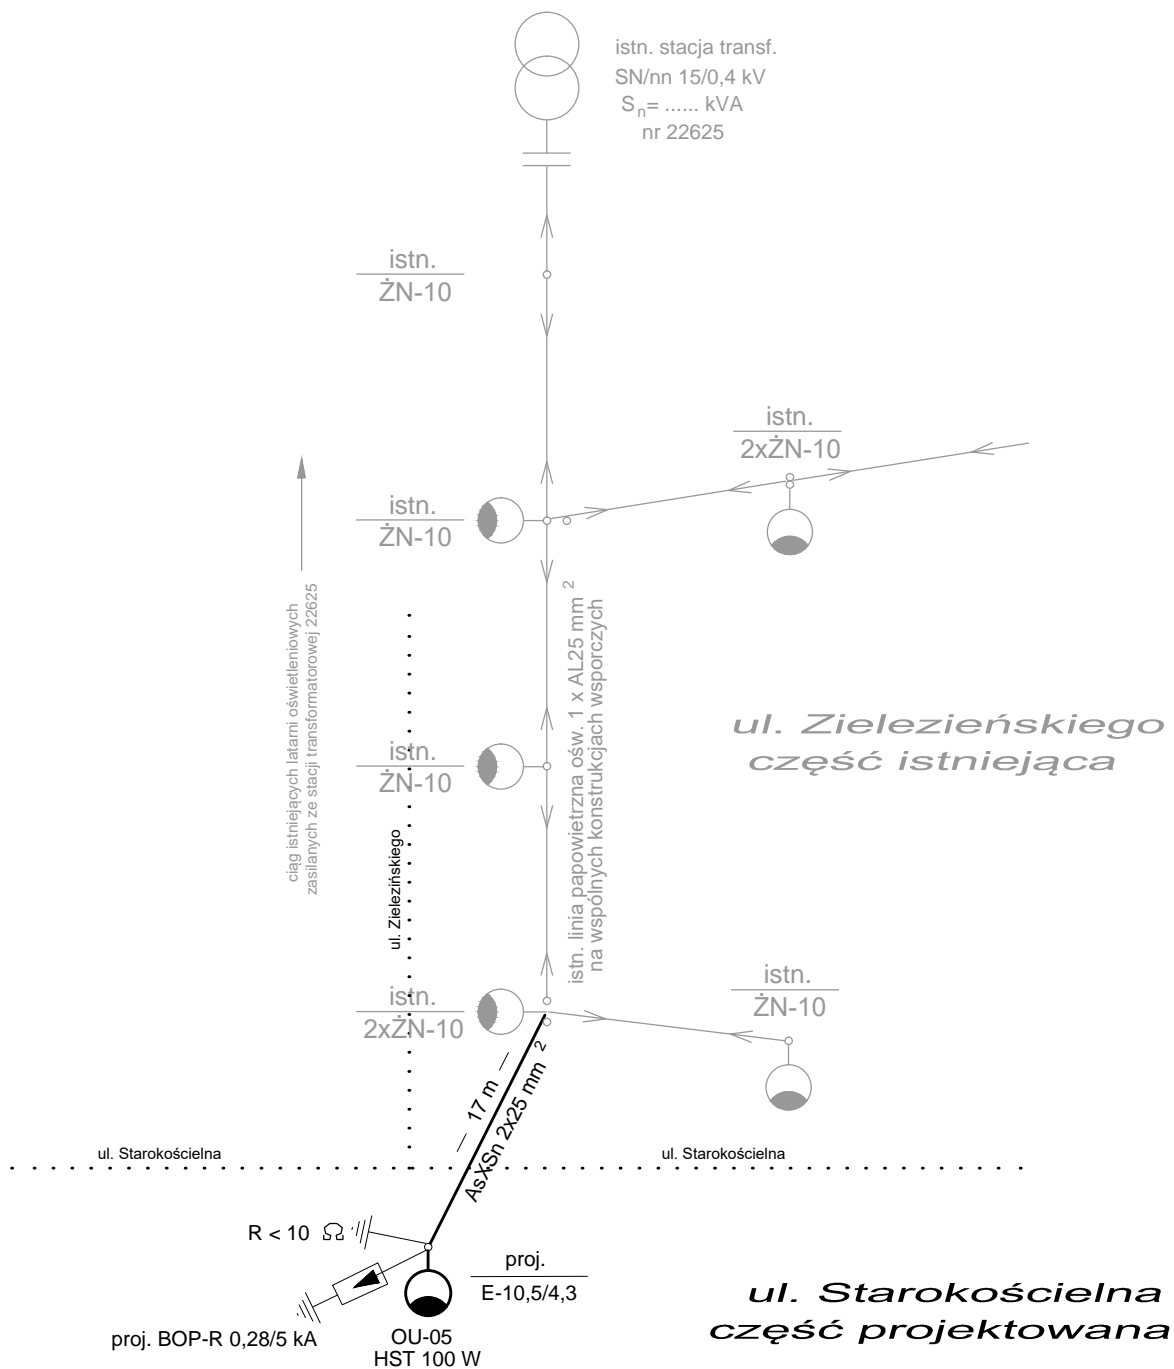 istn. stacja transf.
SN/nn 15/0,4 kV
Sn= ...... kVA
nr 22625
istn.
ŻN-10
istn.
2xŻN-10
istn.
ŻN-10
ciąg istniejących latarni oświetleniowych
zasilanych ze stacji transformatorowej 22625
istn. linia papowietrzna ośw. 1 x AL25 mm 2
na wspólnych konstrukcjach wsporczych
ul. Zielezieńskiego
część istniejąca
istn.
ŻN-10
ul. Zielezińskiego
istn.
2xŻN-10
istn.
ŻN-10
17 m
AsXSn 2x25 mm 2
ul. Starokościelna
ul. Starokościelna
R < 10 Ω
proj.
E-10,5/4,3
proj. BOP-R 0,28/5 kA
OU-05
HST 100 W
ul. Starokościelna
część projektowana